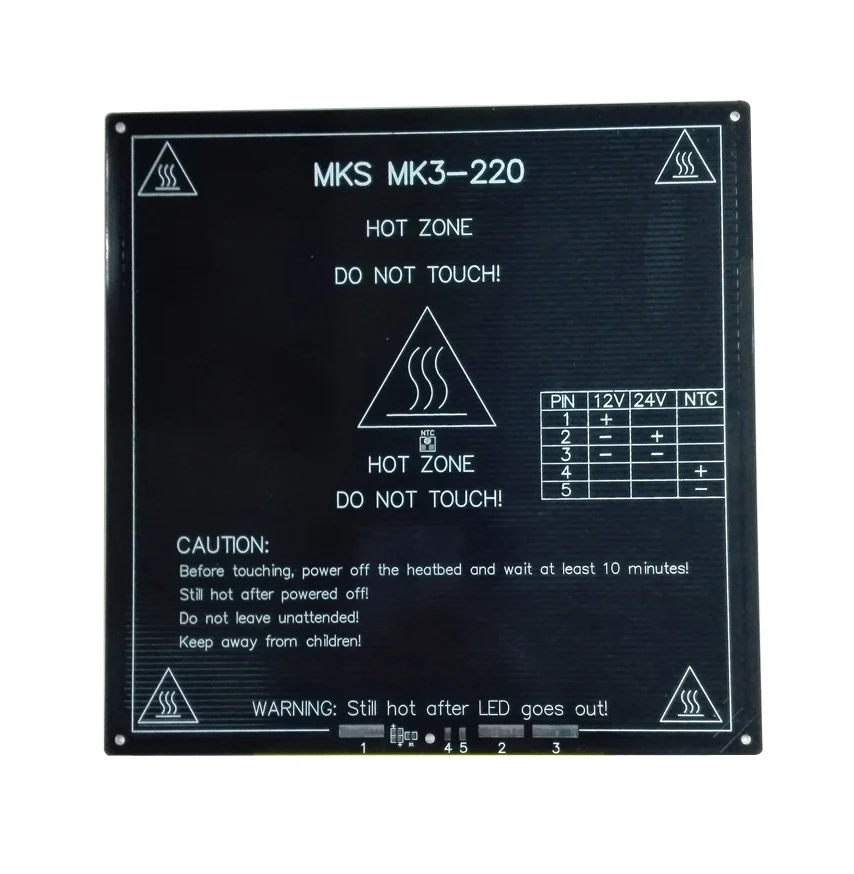 MKS MK3-220
HOT ZONE
DO NOT TOUCH!
PIN 12V 24V NTC
1 +
2 - +
3 - -
4 +
5 -
NTC
HOT ZONE
DO NOT TOUCH!
CAUTION:
Before touching, power off the heatbed and wait at least 10 minutes!
Still hot after powered off!
Do not leave unattended!
Keep away from children!
WARNING: Still hot after LED goes out!
1 4 5 2 3